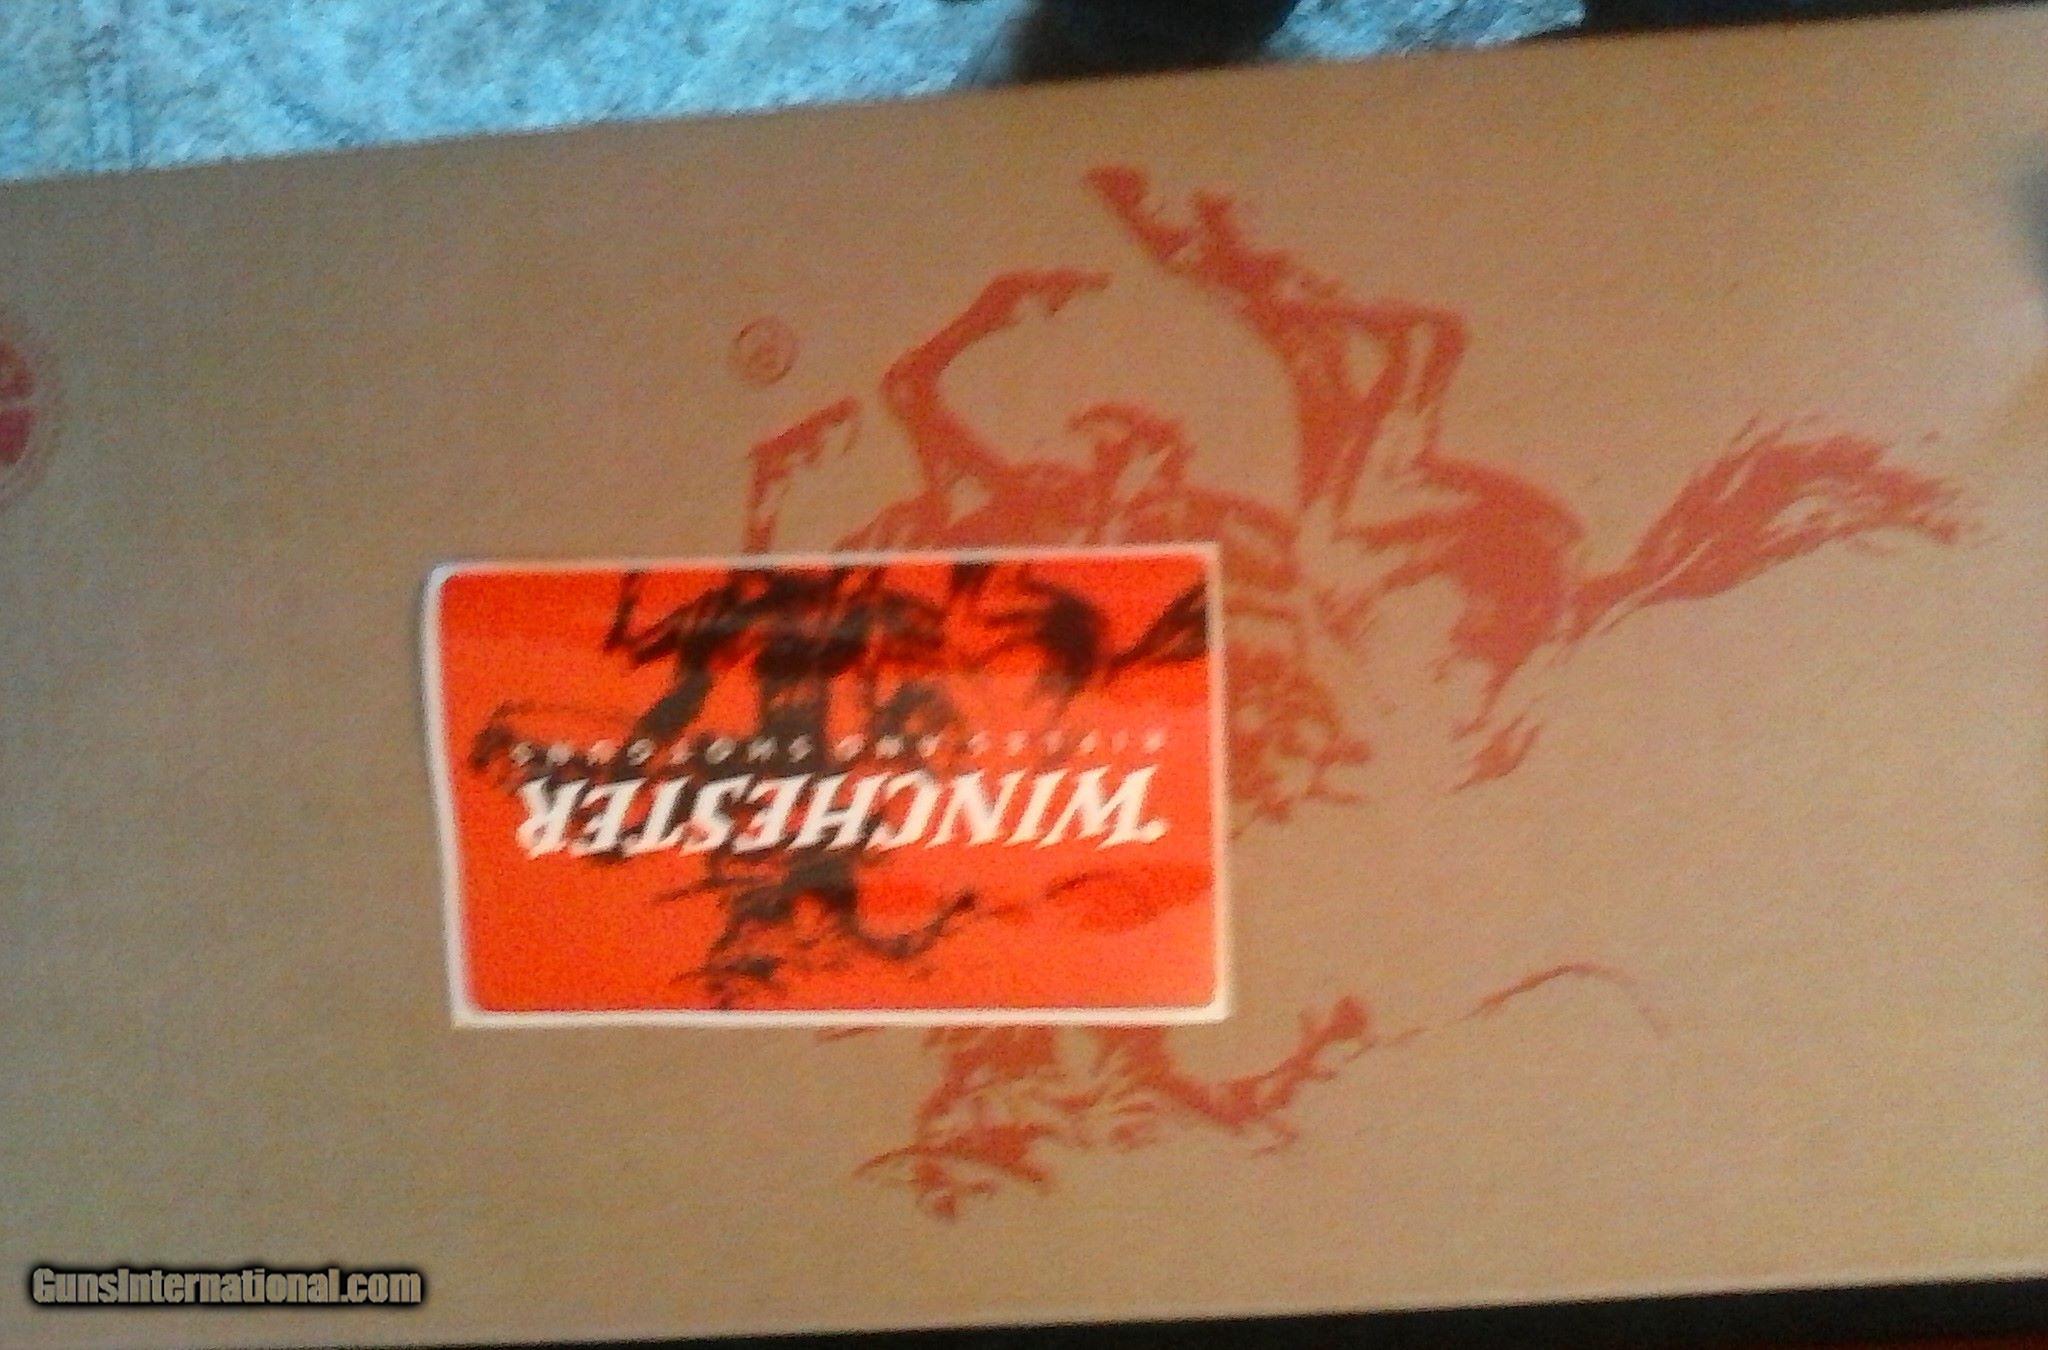 WINCHESTER
RIFLES AND SHOTGUNS
®
GunsInternational.com